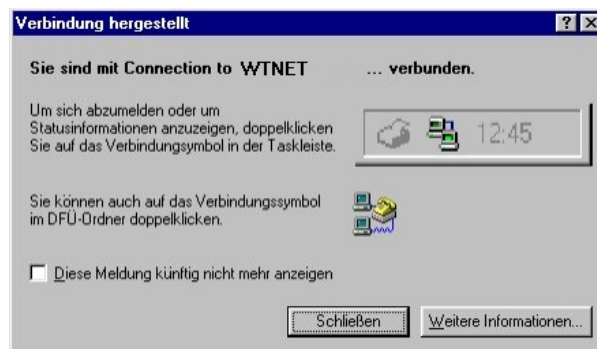 Verbindung hergestellt
Sie sind mit Connection to WTNET ... verbunden.
Um sich abzumelden oder um
Statusinformationen anzuzeigen, doppelklicken
Sie auf das Verbindungsymbol in der Taskleiste.
12:45
Sie können auch auf das Verbindungssymbol
im DFÜ-Ordner doppelklicken.
Diese Meldung künftig nicht mehr anzeigen
Schließen
Weitere Informationen...